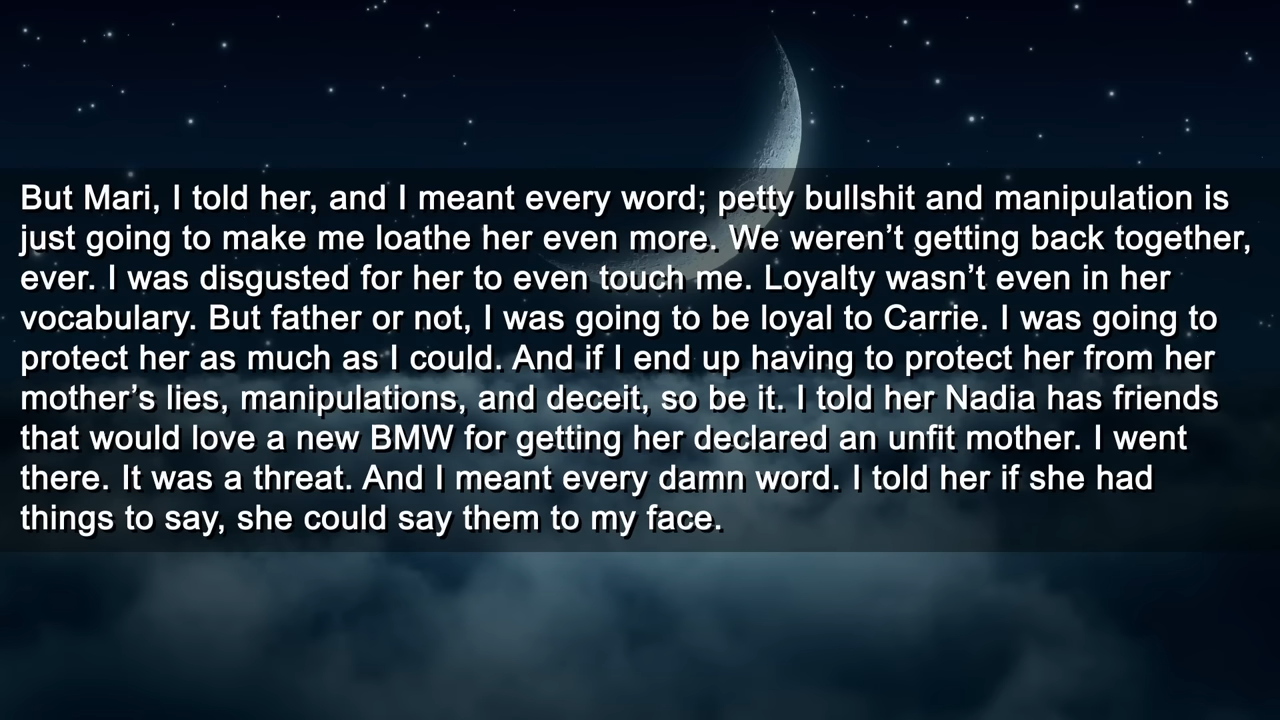 But Mari, I told her, and I meant every word; petty bullshit and manipulation is
just going to make me loathe her even more. We weren’t getting back together,
ever. I was disgusted for her to even touch me. Loyalty wasn’t even in her
vocabulary. But father or not, I was going to be loyal to Carrie. I was going to
protect her as much as I could. And if I end up having to protect her from her
mother’s lies, manipulations, and deceit, so be it. I told her Nadia has friends
that would love a new BMW for getting her declared an unfit mother. I went
there. It was a threat. And I meant every damn word. I told her if she had
things to say, she could say them to my face.